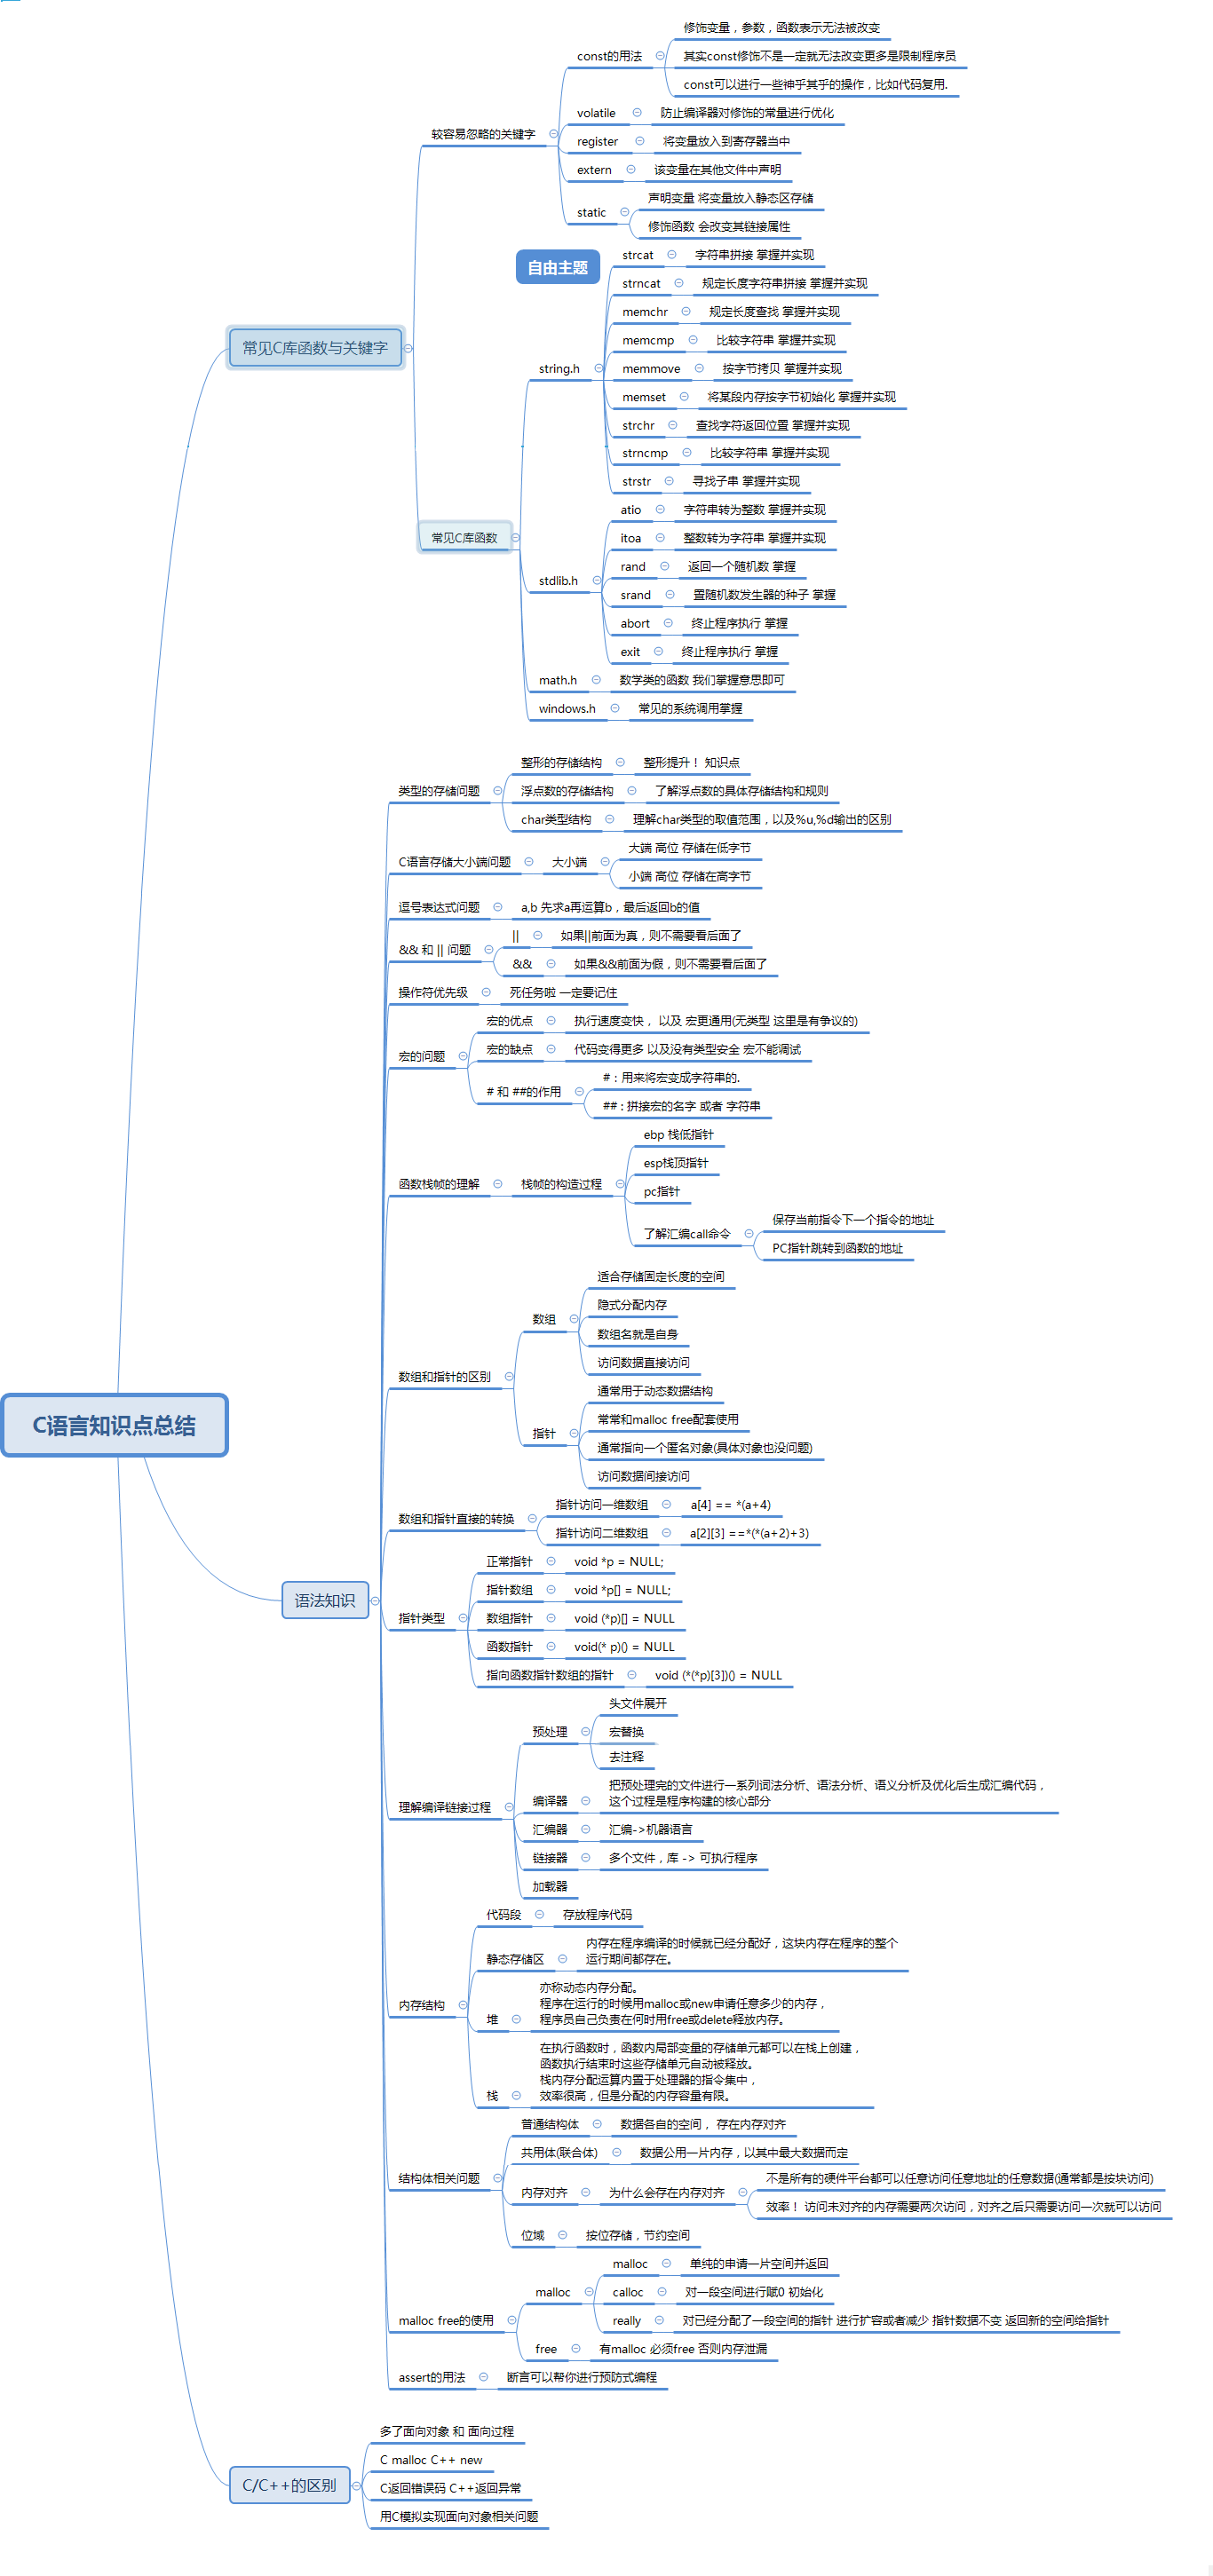 C语言知识点总结
常见C库函数与关键字
较容易忽略的关键字
const的用法
修饰变量，参数，函数表示无法被改变
其实const修饰不是一定就无法改变更多是限制程序员
const可以进行一些神乎其乎的操作，比如代码复用.
volatile
防止编译器对修饰的常量进行优化
register
将变量放入到寄存器当中
extern
该变量在其他文件中声明
static
声明变量 将变量放入静态区存储
修饰函数 会改变其链接属性
自由主题
常见C库函数
string.h
strcat
字符串拼接 掌握并实现
strncat
规定长度字符串拼接 掌握并实现
memchr
规定长度查找 掌握并实现
memcmp
比较字符串 掌握并实现
memmove
按字节拷贝 掌握并实现
memset
将某段内存按字节初始化 掌握并实现
strchr
查找字符返回位置 掌握并实现
strncmp
比较字符串 掌握并实现
strstr
寻找子串 掌握并实现
stdlib.h
atio
字符串转为整数 掌握并实现
itoa
整数转为字符串 掌握并实现
rand
返回一个随机数 掌握
srand
置随机数发生器的种子 掌握
abort
终止程序执行 掌握
exit
终止程序执行 掌握
math.h
数学类的函数 我们掌握意思即可
windows.h
常见的系统调用掌握
语法知识
类型的存储问题
整形的存储结构
整形提升！ 知识点
浮点数的存储结构
了解浮点数的具体存储结构和规则
char类型结构
理解char类型的取值范围，以及%u,%d输出的区别
C语言存储大小端问题
大小端
大端 高位 存储在低字节
小端 高位 存储在高字节
逗号表达式问题
a,b 先求a再运算b，最后返回b的值
&& 和 || 问题
||
如果||前面为真，则不需要看后面了
&&
如果&&前面为假，则不需要看后面了
操作符优先级
死任务啦 一定要记住
宏的问题
宏的优点
执行速度变快， 以及 宏更通用(无类型 这里是有争议的)
宏的缺点
代码变得更多 以及没有类型安全 宏不能调试
# 和 ##的作用
#：用来将宏变成字符串的.
## : 拼接宏的名字 或者 字符串
函数栈帧的理解
栈帧的构造过程
ebp 栈低指针
esp栈顶指针
pc指针
了解汇编call命令
保存当前指令下一个指令的地址
PC指针跳转到函数的地址
数组和指针的区别
数组
适合存储固定长度的空间
隐式分配内存
数组名就是自身
访问数据直接访问
指针
通常用于动态数据结构
常常和malloc free配套使用
通常指向一个匿名对象(具体对象也没问题)
访问数据间接访问
数组和指针直接的转换
指针访问一维数组
a[4] == *(a+4)
指针访问二维数组
a[2][3] ==*(*(a+2)+3)
指针类型
正常指针
void *p = NULL;
指针数组
void *p[] = NULL;
数组指针
void (*p)[] = NULL
函数指针
void(* p)() = NULL
指向函数指针数组的指针
void (*(*p)[3])() = NULL
理解编译链接过程
预处理
头文件展开
宏替换
去注释
编译器
把预处理完的文件进行一系列词法分析、语法分析、语义分析及优化后生成汇编代码，
这个过程是程序构建的核心部分
汇编器
汇编->机器语言
链接器
多个文件，库 -> 可执行程序
加载器
内存结构
代码段
存放程序代码
静态存储区
内存在程序编译的时候就已经分配好，这块内存在程序的整个
运行期间都存在。
堆
亦称动态内存分配。
程序在运行的时候用malloc或new申请任意多少的内存，
程序员自己负责在何时用free或delete释放内存。
栈
在执行函数时，函数内局部变量的存储单元都可以在栈上创建，
函数执行结束时这些存储单元自动被释放。
栈内存分配运算内置于处理器的指令集中，
效率很高，但是分配的内存容量有限。
结构体相关问题
普通结构体
数据各自的空间， 存在内存对齐
共用体(联合体)
数据公用一片内存，以其中最大数据而定
内存对齐
为什么会存在内存对齐
不是所有的硬件平台都可以任意访问任意地址的任意数据(通常都是按块访问)
效率！ 访问未对齐的内存需要两次访问，对齐之后只需要访问一次就可以访问
位域
按位存储，节约空间
malloc free的使用
malloc
malloc
单纯的申请一片空间并返回
calloc
对一段空间进行赋0 初始化
really
对已经分配了一段空间的指针 进行扩容或者减少 指针数据不变 返回新的空间给指针
free
有malloc 必须free 否则内存泄漏
assert的用法
断言可以帮你进行预防式编程
C/C++的区别
多了面向对象 和 面向过程
C malloc C++ new
C返回错误码 C++返回异常
用C模拟实现面向对象相关问题